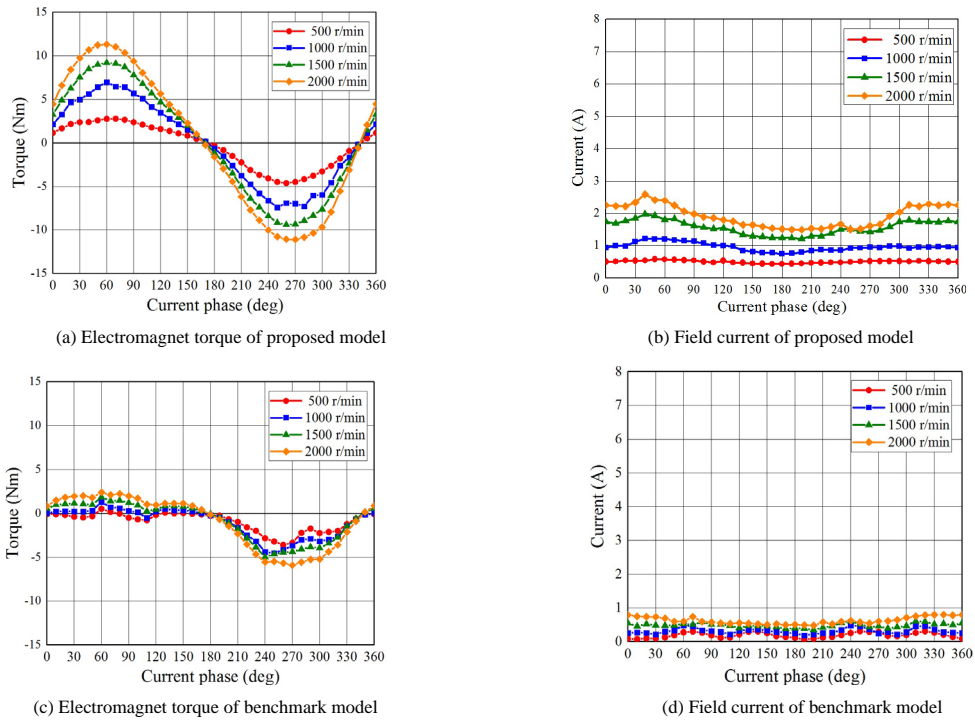 15
10
5
0
-5
-10
-15
0 30 60 90 120 150 180 210 240 270 300 330 360
Torque (Nm)
Current phase (deg)
500 r/min
1000 r/min
1500 r/min
2000 r/min
(a) Electromagnet torque of proposed model
8
7
6
5
4
3
2
1
0
0 30 60 90 120 150 180 210 240 270 300 330 360
Current (A)
Current phase (deg)
500 r/min
1000 r/min
1500 r/min
2000 r/min
(b) Field current of proposed model
15
10
5
0
-5
-10
-15
0 30 60 90 120 150 180 210 240 270 300 330 360
Torque (Nm)
Current phase (deg)
500 r/min
1000 r/min
1500 r/min
2000 r/min
(c) Electromagnet torque of benchmark model
8
7
6
5
4
3
2
1
0
0 30 60 90 120 150 180 210 240 270 300 330 360
Current (A)
Current phase (deg)
500 r/min
1000 r/min
1500 r/min
2000 r/min
(d) Field current of benchmark model